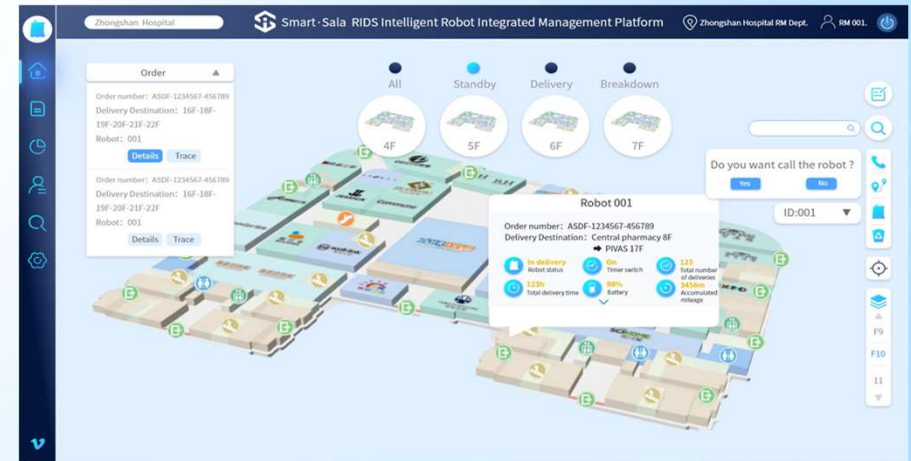 Zhongshan Hospital
Smart·Sala RIDS Intelligent Robot Integrated Management Platform
Zhongshan Hospital RM Dept.
RM 001.
Order
Order number: ASDF-1234567-456789
Delivery Destination: 16F-18F-
19F-20F-21F-22F
Robot: 001
Details Trace
Order number: ASDF-1234567-456789
Delivery Destination: 16F-18F-
19F-20F-21F-22F
Robot: 001
Details Trace
All Standby Delivery Breakdown
4F 5F 6F 7F
Do you want call the robot ?
Yes No
ID:001
Robot 001
Order number: ASDF-1234567-456789
Delivery Destination: Central pharmacy 8F
PIVAS 17F
In delivery
Robot status
On
Timer switch
123
Total number
of deliveries
123h
Total delivery time
98%
Battery
3456m
Accumulated
mileage
F9
F10
11